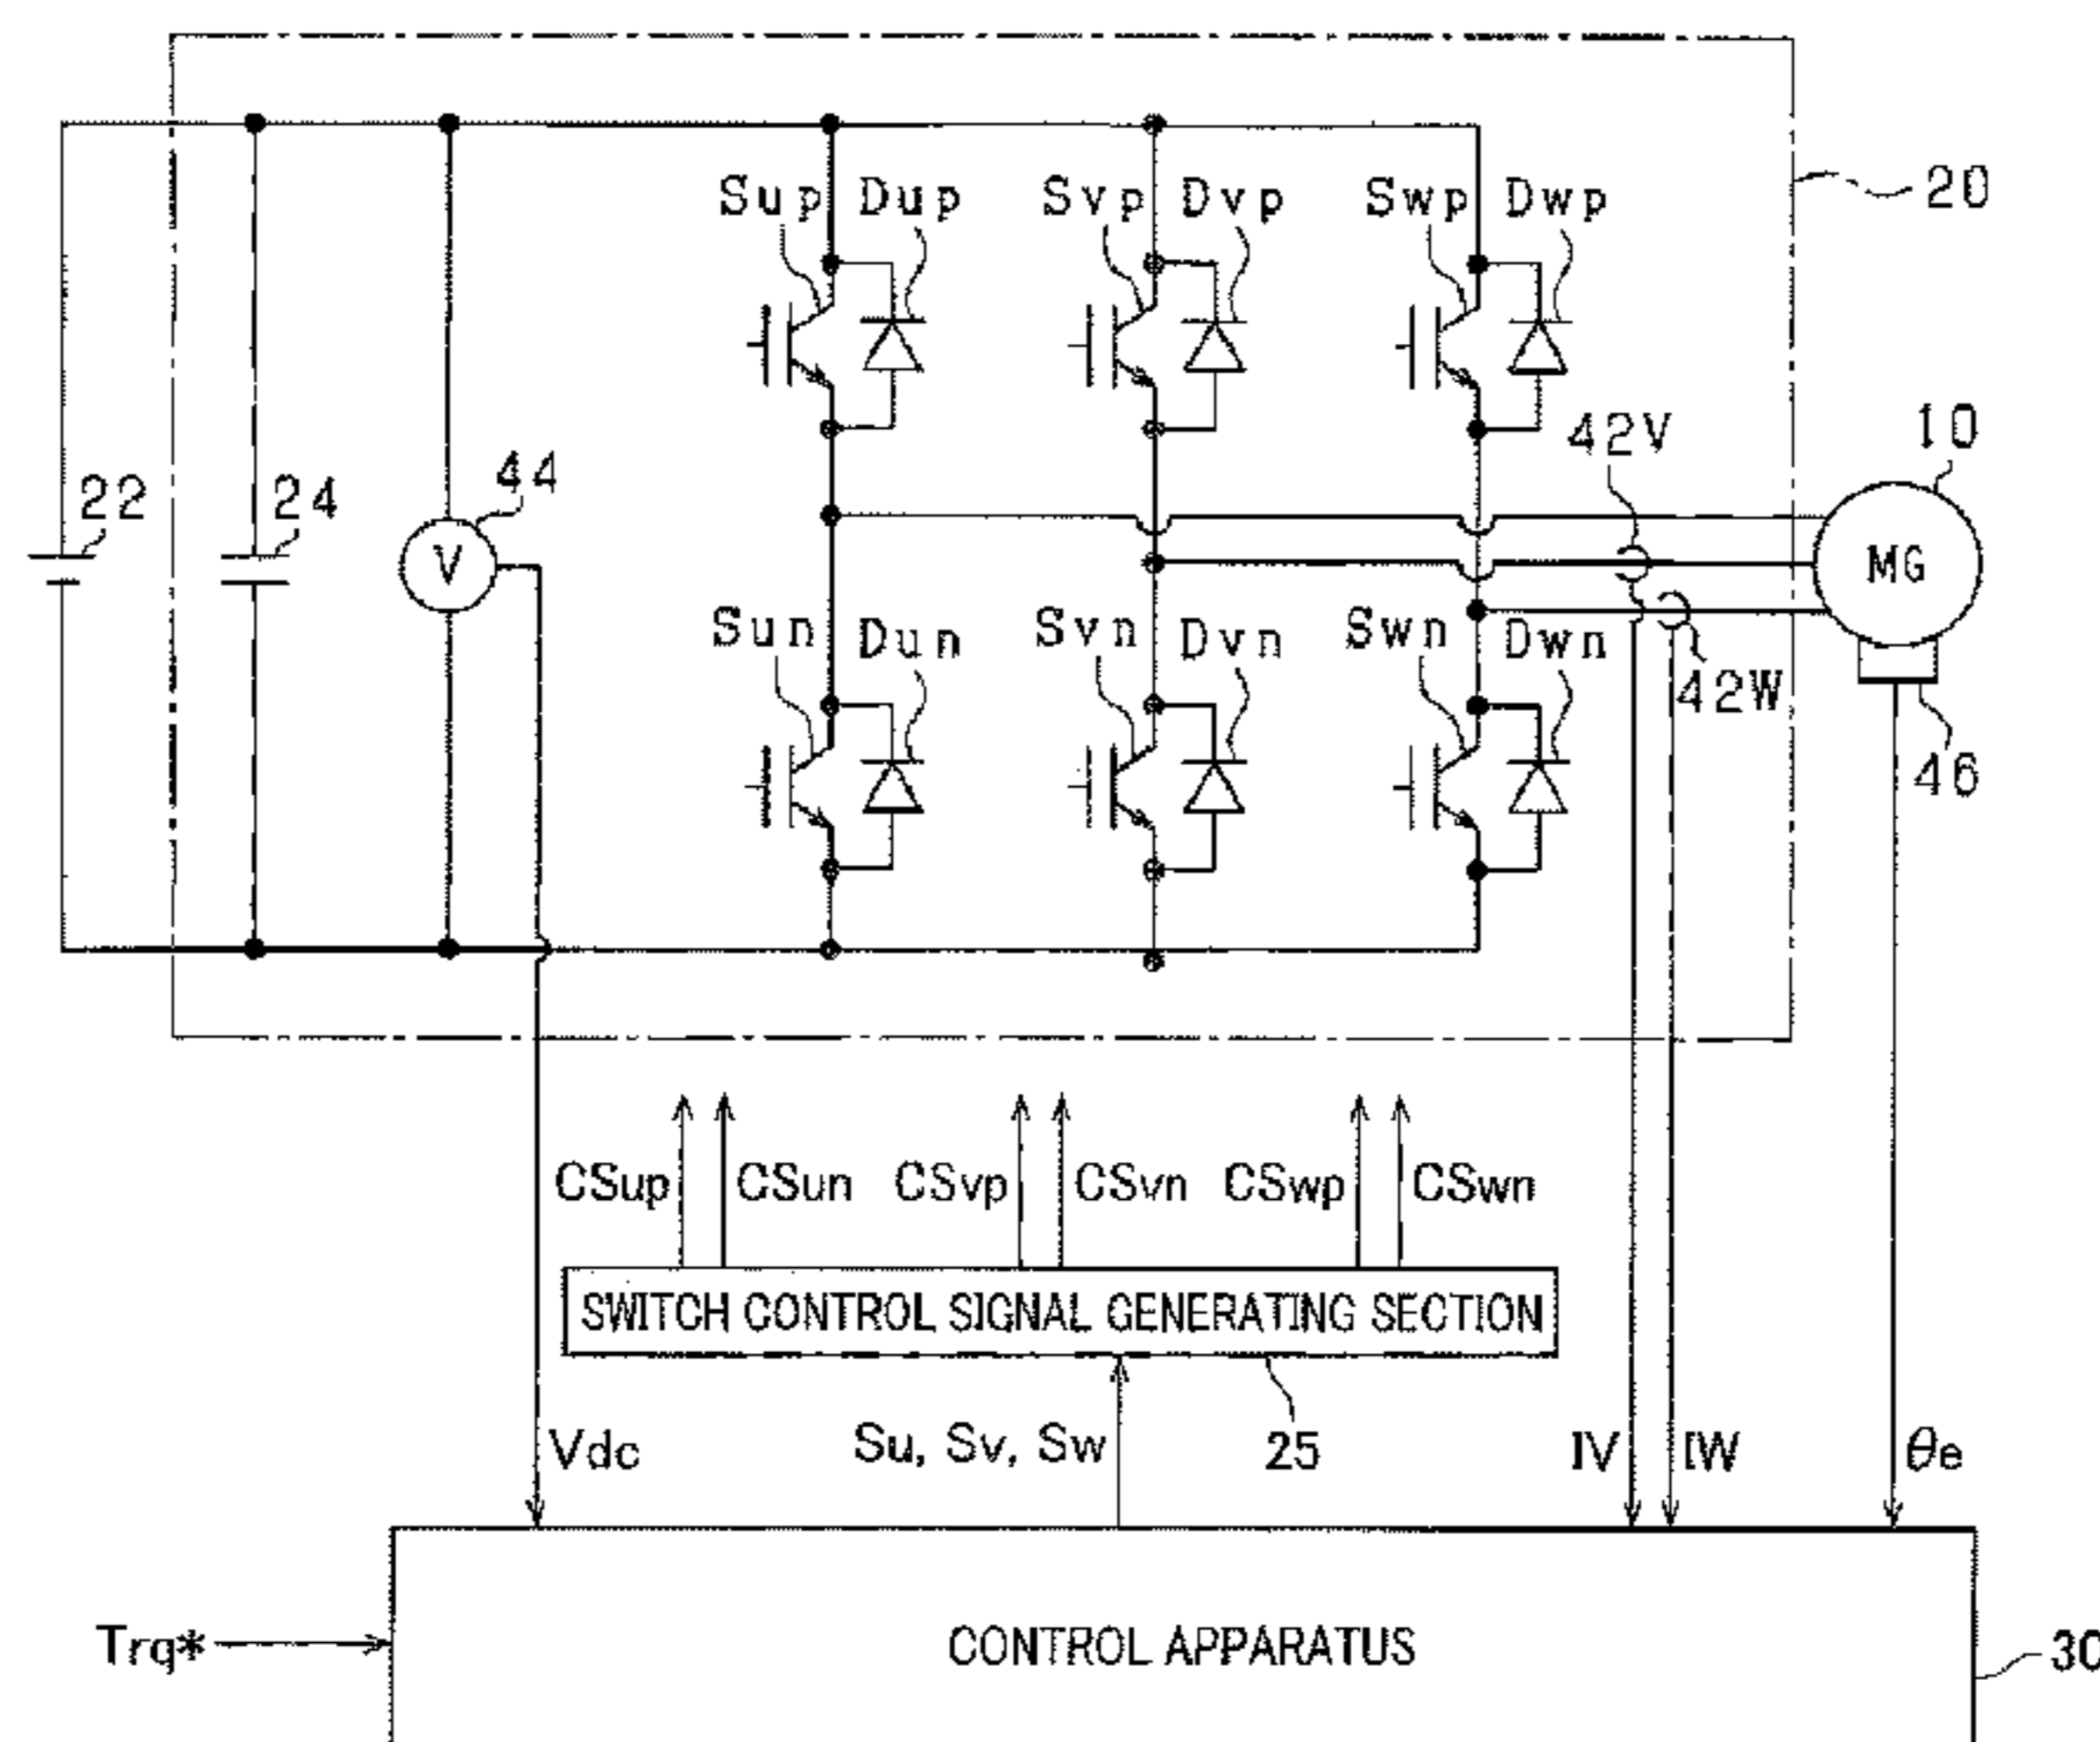 Sup Dup Svp Dvp Swp Dwp 20
42V 10
22 24 44
V MG
Sun Dun Svn Dvn Swn Dwn
42W
46
CSup CSun CSvp CSvn CSwp CSwn
SWITCH CONTROL SIGNAL GENERATING SECTION
Vdc Su, Sv, Sw 25 IV IW θe
Trq* CONTROL APPARATUS 30